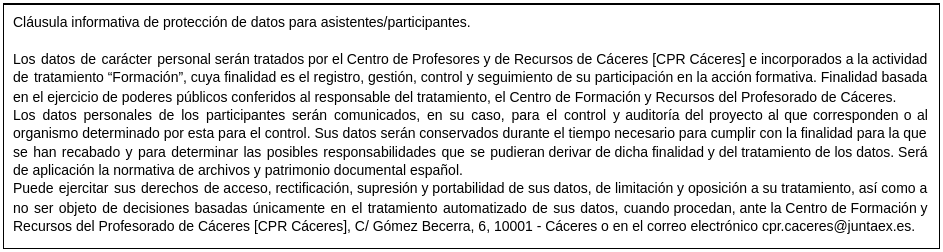 Cláusula informativa de protección de datos para asistentes/participantes.
Los datos de carácter personal serán tratados por el Centro de Profesores y de Recursos de Cáceres [CPR Cáceres] e incorporados a la actividad
de tratamiento “Formación”, cuya finalidad es el registro, gestión, control y seguimiento de su participación en la acción formativa. Finalidad basada
en el ejercicio de poderes públicos conferidos al responsable del tratamiento, el Centro de Formación y Recursos del Profesorado de Cáceres.
Los datos personales de los participantes serán comunicados, en su caso, para el control y auditoría del proyecto al que corresponden o al
organismo determinado por esta para el control. Sus datos serán conservados durante el tiempo necesario para cumplir con la finalidad para la que
se han recabado y para determinar las posibles responsabilidades que se pudieran derivar de dicha finalidad y del tratamiento de los datos. Será
de aplicación la normativa de archivos y patrimonio documental español.
Puede ejercitar sus derechos de acceso, rectificación, supresión y portabilidad de sus datos, de limitación y oposición a su tratamiento, así como a
no ser objeto de decisiones basadas únicamente en el tratamiento automatizado de sus datos, cuando procedan, ante la Centro de Formación y
Recursos del Profesorado de Cáceres [CPR Cáceres], C/ Gómez Becerra, 6, 10001 - Cáceres o en el correo electrónico cpr.caceres@juntaex.es.